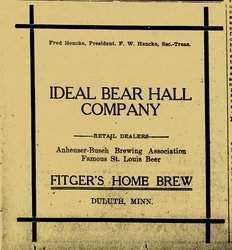 Fred Hencke, President. F. W. Hencke, Sec.-Treas.
IDEAL BEAR HALL
COMPANY
RETAIL DEALERS
Anheuser-Busch Brewing Association
Famous St. Louis Beer
FITGER'S HOME BREW
DULUTH, MINN.